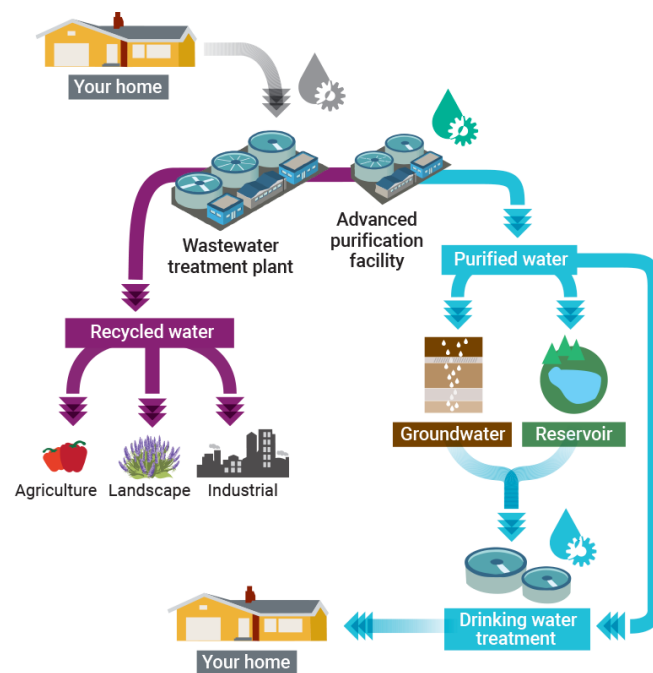 Your home
Wastewater
treatment plant
Advanced
purification
facility
Purified water
Recycled water
Groundwater
Reservoir
Agriculture
Landscape
Industrial
Drinking water
treatment
Your home